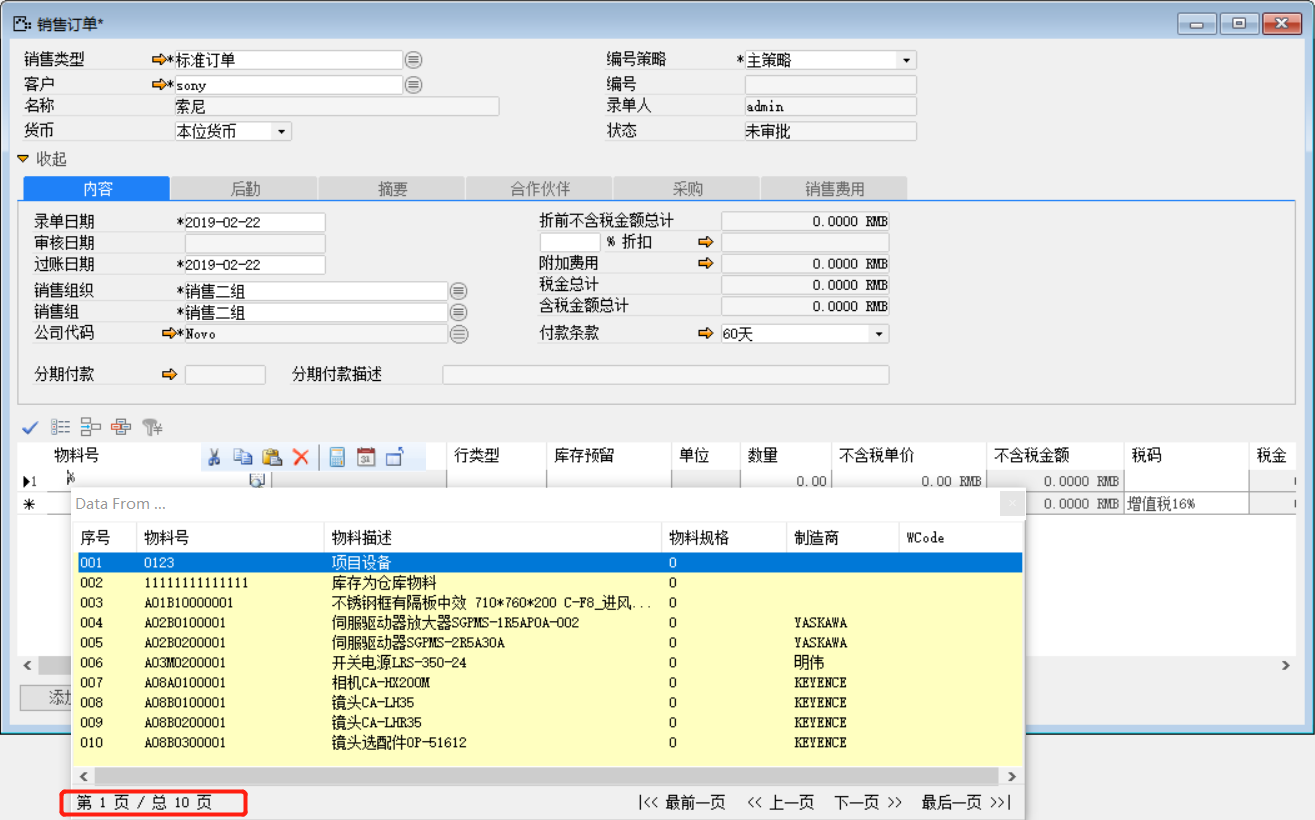 销售订单*
销售类型 *标准订单 编号策略 *主策略
客户 *sony 编号
名称 索尼 录单人 admin
货币 本位货币 状态 未审批
收起
内容 后勤 摘要 合作伙伴 采购 销售费用
录单日期 *2019-02-22 折前不含税金额总计 0.0000 RMB
审核日期 % 折扣
过账日期 *2019-02-22 附加费用 0.0000 RMB
税金总计 0.0000 RMB
销售组织 *销售二组
销售组 *销售二组 含税金额总计 0.0000 RMB
公司代码 *Novo 付款条款 60天
分期付款 分期付款描述
物料号 行类型 库存预留 单位 数量 不含税单价 不含税金额 税码 税金
1 % 0.00 0.00 RMB 0.0000 RMB
* 0.0000 RMB 增值税16%
Data From ...
序号 物料号 物料描述 物料规格 制造商 WCode
001 0123 项目设备 0
002 11111111111111 库存为仓库物料 0
003 A01B10000001 不锈钢框有隔板中效 710*760*200 C-F8_进风... 0
004 A02B0100001 伺服驱动器放大器SGPMS-1R5AP0A-002 0 YASKAWA
005 A02B0200001 伺服驱动器SGPMS-2R5A30A 0 YASKAWA
006 A03M0200001 开关电源LRS-350-24 0 明伟
007 A08A0100001 相机CA-HX200M 0 KEYENCE
008 A08B0100001 镜头CA-LH35 0 KEYENCE
009 A08B0200001 镜头CA-LHR35 0 KEYENCE
010 A08B0300001 镜头选配件OP-51612 0 KEYENCE
第 1 页 / 总 10 页 |<< 最前一页 << 上一页 下一页 >> 最后一页 >>|